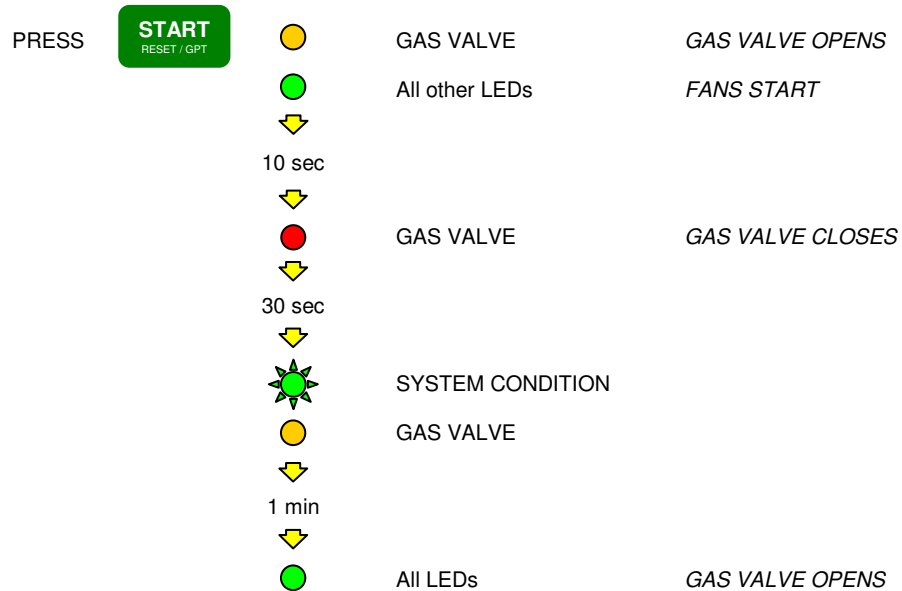 PRESS START RESET / GPT GAS VALVE GAS VALVE OPENS
All other LEDs FANS START
10 sec
GAS VALVE GAS VALVE CLOSES
30 sec
SYSTEM CONDITION
GAS VALVE
1 min
All LEDs GAS VALVE OPENS